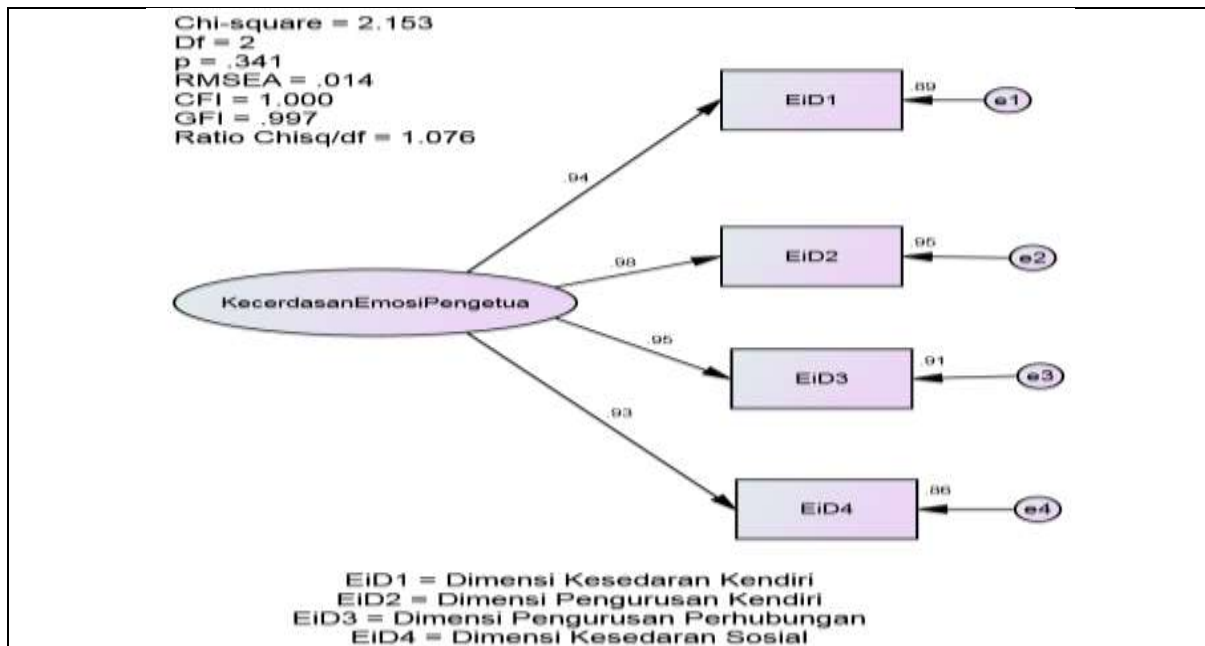 Chi-square = 2.153
Df = 2
p = .341
RMSEA = .014
CFI = 1.000
GFI = .997
Ratio Chisq/df = 1.076
.89
EiD1
e1
.94
.95
EiD2
e2
.98
KecerdasanEmosiPengetua
.95
.91
EiD3
e3
.93
.86
EiD4
e4
EiD1 = Dimensi Kesedaran Kendiri
EiD2 = Dimensi Pengurusan Kendiri
EiD3 = Dimensi Pengurusan Perhubungan
EiD4 = Dimensi Kesedaran Sosial